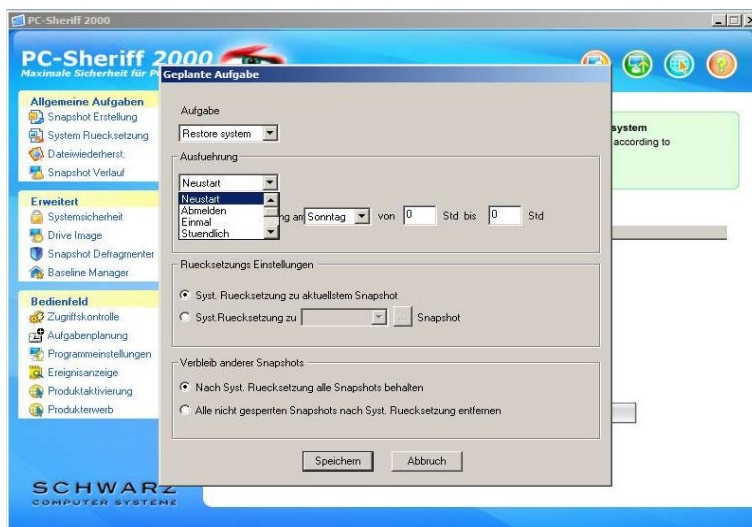 PC-Sheriff 2000
PC-Sheriff 2000
Maximale Sicherheit für
Allgemeine Aufgaben
Snapshot Erstellung
System Ruecksetzung
Dateiwiederherst.
Snapshot Verlauf
Erweitert
Systemsicherheit
Drive Image
Snapshot Defragmenter
Baseline Manager
Bedienfeld
Zugriffskontrolle
Aufgabenplanung
Programmeinstellungen
Ereignisanzeige
Produktaktivierung
Produkterwerb
SCHWARZ
COMPUTER SYSTEME
Geplante Aufgabe
Aufgabe
Restore system
Ausfuehrung
Neustart
Neustart
Abmelden
Einmal
Stuendlich
ng am Sonntag von 0 Std bis 0 Std
Ruecksetzungs Einstellungen
Syst. Ruecksetzung zu aktuellstem Snapshot
Syst.Ruecksetzung zu ... Snapshot
Verbleib anderer Snapshots
Nach Syst. Ruecksetzung alle Snapshots behalten
Alle nicht gesperrten Snapshots nach Syst. Ruecksetzung entfernen
Speichern Abbruch
system
according to